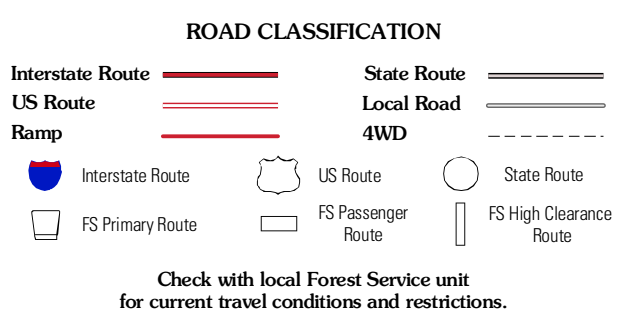 ROAD CLASSIFICATION
Interstate Route
State Route
US Route
Local Road
Ramp
4WD
Interstate Route
US Route
State Route
FS Primary Route
FS Passenger
Route
FS High Clearance
Route
Check with local Forest Service unit
for current travel conditions and restrictions.